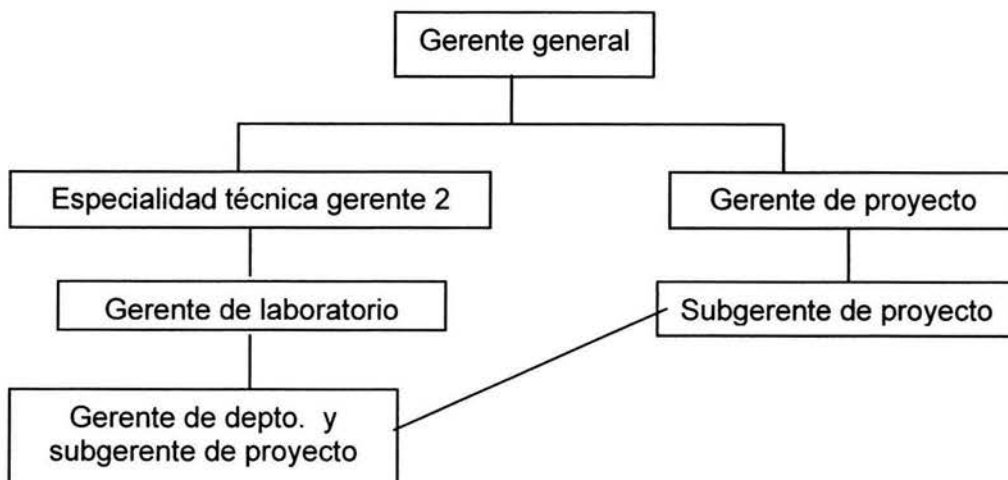 Gerente general
Especialidad técnica gerente 2
Gerente de proyecto
Gerente de laboratorio
Subgerente de proyecto
Gerente de depto. y
subgerente de proyecto